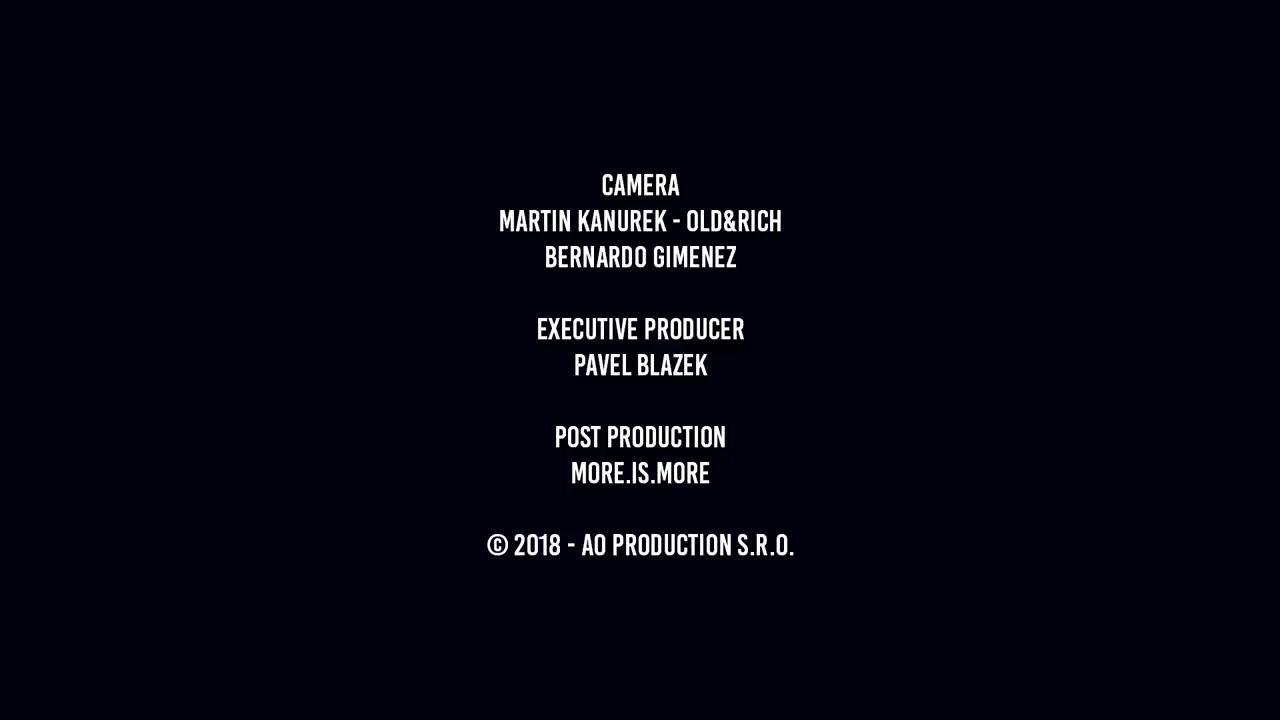 CAMERA
MARTIN KANUREK - OLD&RICH
BERNARDO GIMENEZ
EXECUTIVE PRODUCER
PAVEL BLAZEK
POST PRODUCTION
MORE.IS.MORE
© 2018 - AO PRODUCTION S.R.O.